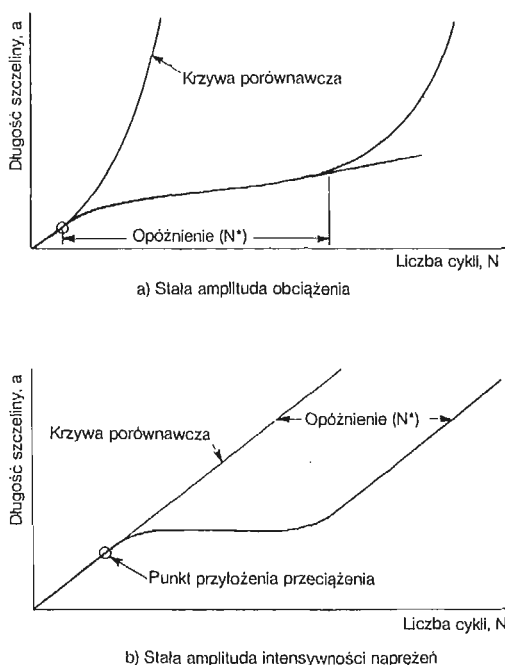 Długość szczeliny, a
Krzywa porównawcza
Opóźnienie (N*)
Liczba cykli, N
a) Stała amplituda obciążenia
Długość szczeliny, a
Krzywa porównawcza
Opóźnienie (N*)
Punkt przyłożenia przeciążenia
Liczba cykli, N
b) Stała amplituda intensywności naprężeń